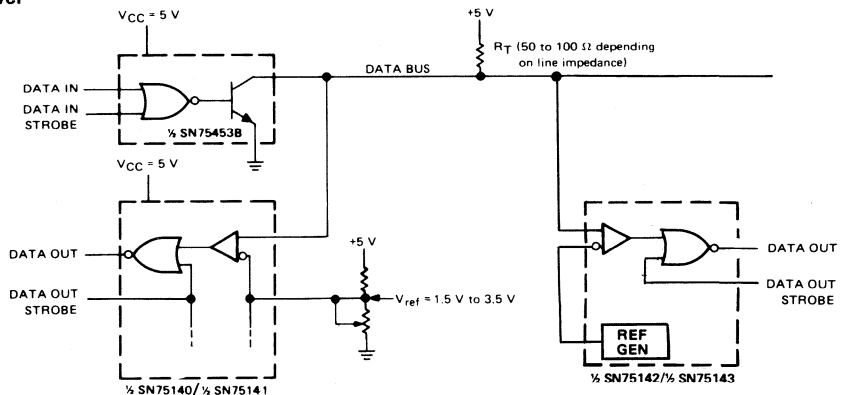 VCC = 5 V
+5 V
RT (50 to 100 Ω depending
on line impedance)
DATA BUS
DATA IN
DATA IN
STROBE
½ SN75453B
VCC = 5 V
+5 V
DATA OUT
DATA OUT
STROBE
Vref = 1.5 V to 3.5 V
DATA OUT
DATA OUT
STROBE
REF
GEN
½ SN75140/½ SN75141
½ SN75142/½ SN75143